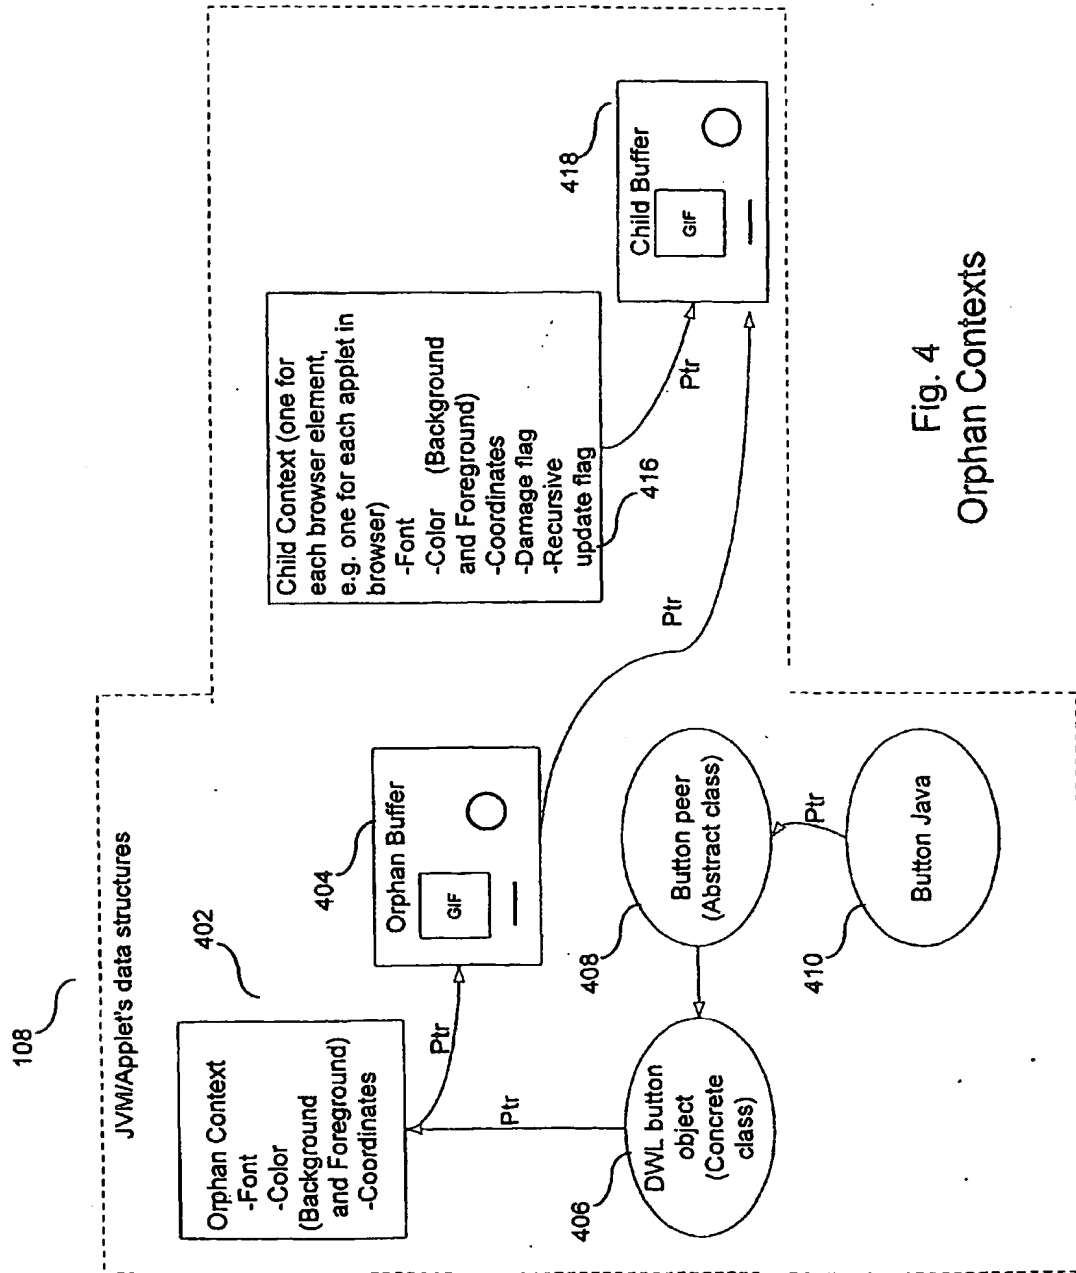 108
JVM/Applet's data structures
402
Orphan Context
-Font
-Color
(Background
and Foreground)
-Coordinates
Ptr
404
Orphan Buffer
GIF
Ptr
Ptr
406
DWL button
object
(Concrete
class)
408
Button peer
(Abstract class)
Ptr
410
Button Java
Child Context (one for
each browser element,
e.g. one for each applet in
browser)
-Font
-Color (Background
and Foreground)
-Coordinates
-Damage flag
-Recursive
update flag
416
Ptr
418
Child Buffer
GIF
Fig. 4
Orphan Contexts